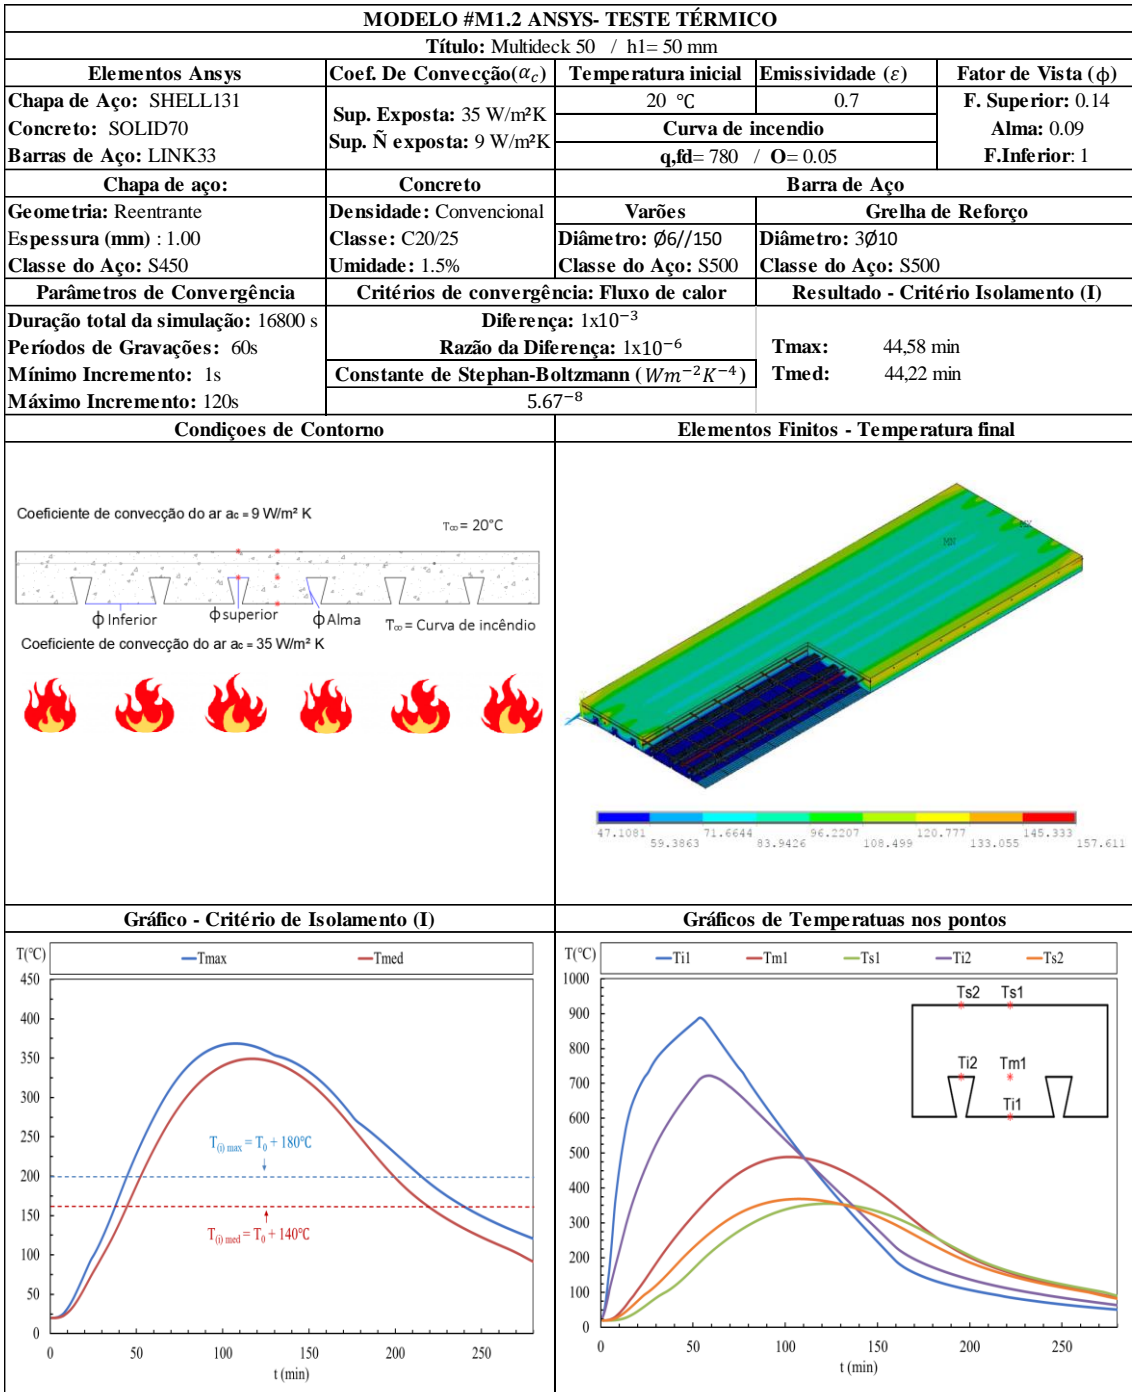 MODELO #M1.2 ANSYS- TESTE TÉRMICO
Título: Multideck 50 / h1= 50 mm
Elementos Ansys
Coef. De Convecção(αc)
Temperatura inicial
Emissividade (ε)
Fator de Vista (ϕ)
Chapa de Aço: SHELL131
Concreto: SOLID70
Barras de Aço: LINK33
Sup. Exposta: 35 W/m²K
Sup. Ñ exposta: 9 W/m²K
20 °C
0.7
Curva de incendio
q,fd= 780 / O= 0.05
F. Superior: 0.14
Alma: 0.09
F.Inferior: 1
Chapa de aço:
Concreto
Barra de Aço
Geometria: Reentrante
Espessura (mm) : 1.00
Classe do Aço: S450
Densidade: Convencional
Classe: C20/25
Umidade: 1.5%
Varões
Diâmetro: Ø6//150
Classe do Aço: S500
Grelha de Reforço
Diâmetro: 3Ø10
Classe do Aço: S500
Parâmetros de Convergência
Critérios de convergência: Fluxo de calor
Resultado - Critério Isolamento (I)
Duração total da simulação: 16800 s
Períodos de Gravações: 60s
Mínimo Incremento: 1s
Máximo Incremento: 120s
Diferença: 1x10⁻³
Razão da Diferença: 1x10⁻⁶
Constante de Stephan-Boltzmann (Wm⁻²K⁻⁴)
5.67⁻⁸
Tmax: 44,58 min
Tmed: 44,22 min
Condiçoes de Contorno
Elementos Finitos - Temperatura final
Coeficiente de convecção do ar ac = 9 W/m² K
T∞ = 20°C
ϕ Inferior
ϕ superior
ϕ Alma
T∞ = Curva de incêndio
Coeficiente de convecção do ar ac = 35 W/m² K
MX
MN
47.1081
59.3863
71.6644
83.9426
96.2207
108.499
120.777
133.055
145.333
157.611
Gráfico - Critério de Isolamento (I)
Gráficos de Temperatuas nos pontos
T(°C)
Tmax
Tmed
450
400
350
300
250
200
150
100
50
0
T(i) max = T0 + 180°C
T(i) med = T0 + 140°C
0 50 100 150 200 250
t (min)
T(°C)
Ti1
Tm1
Ts1
Ti2
Ts2
1000
900
800
700
600
500
400
300
200
100
0
Ts2 Ts1
Ti2 Tm1
Ti1
0 50 100 150 200 250
t (min)